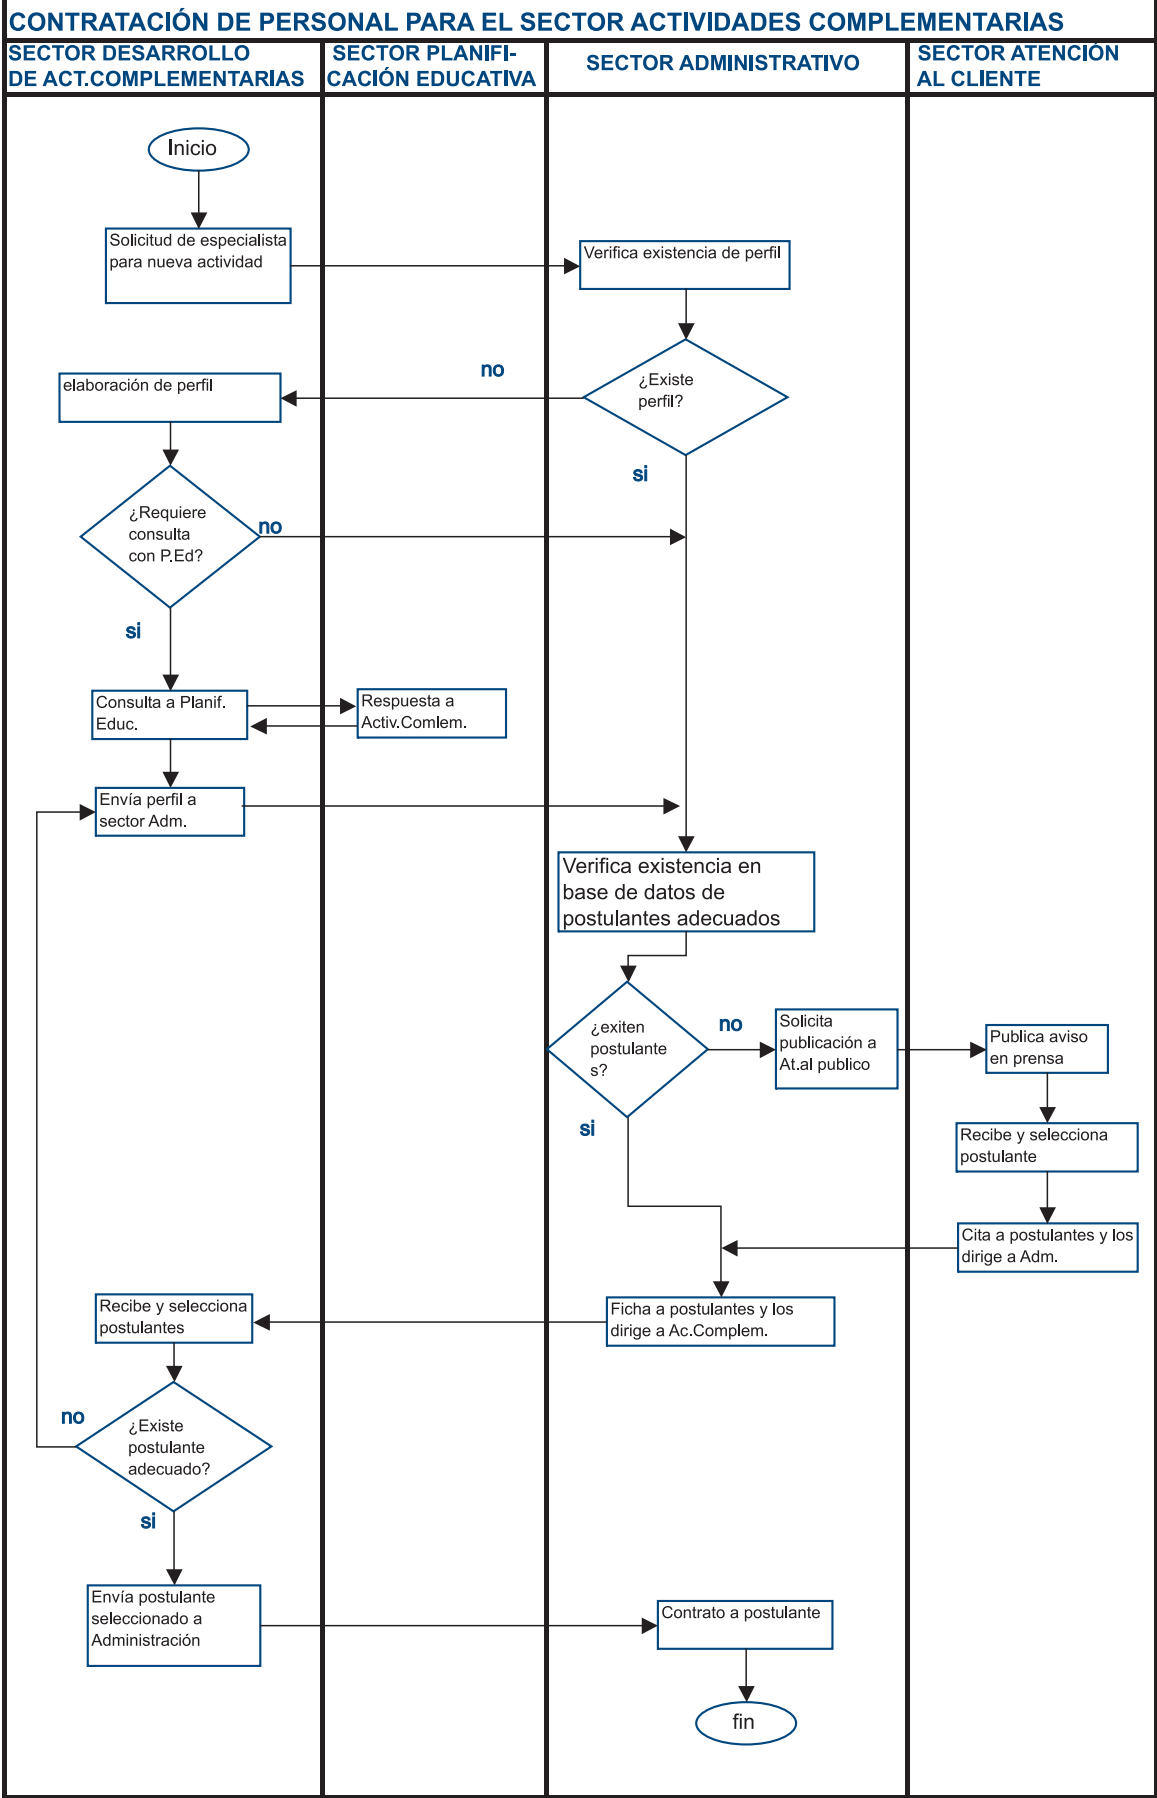 CONTRATACIÓN DE PERSONAL PARA EL SECTOR ACTIVIDADES COMPLEMENTARIAS
SECTOR DESARROLLO
DE ACT.COMPLEMENTARIAS
SECTOR PLANIFI-
CACIÓN EDUCATIVA
SECTOR ADMINISTRATIVO
SECTOR ATENCIÓN
AL CLIENTE
Inicio
Solicitud de especialista
para nueva actividad
Verifica existencia de perfil
¿Existe
perfil?
no
si
elaboración de perfil
¿Requiere
consulta
con P.Ed?
no
si
Consulta a Planif.
Educ.
Respuesta a
Activ.Comlem.
Envía perfil a
sector Adm.
Verifica existencia en
base de datos de
postulantes adecuados
¿exiten
postulante
s?
no
si
Solicita
publicación a
At.al publico
Publica aviso
en prensa
Recibe y selecciona
postulante
Cita a postulantes y los
dirige a Adm.
Ficha a postulantes y los
dirige a Ac.Complem.
Recibe y selecciona
postulantes
¿Existe
postulante
adecuado?
no
si
Envía postulante
seleccionado a
Administración
Contrato a postulante
fin